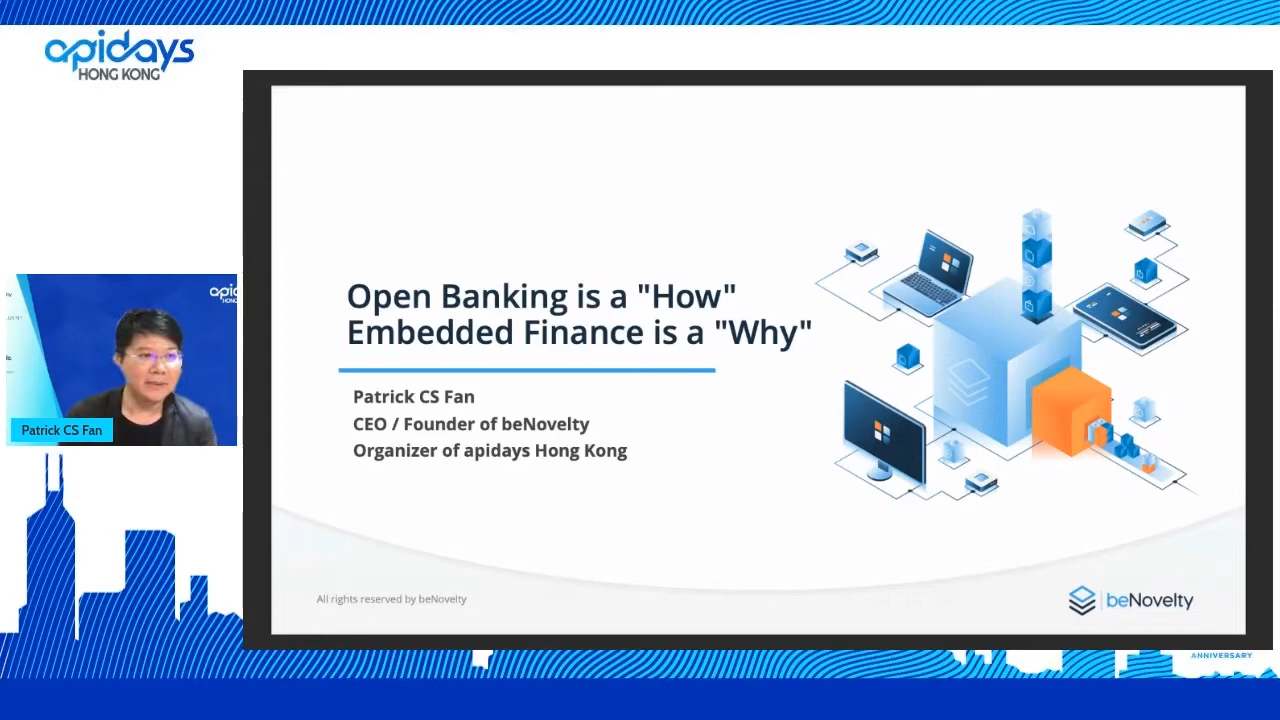 apidays
HONG KONG
Open Banking is a "How"
Embedded Finance is a "Why"
Patrick CS Fan
CEO / Founder of beNovelty
Organizer of apidays Hong Kong
Patrick CS Fan
All rights reserved by beNovelty
beNovelty
ANNIVERSARY